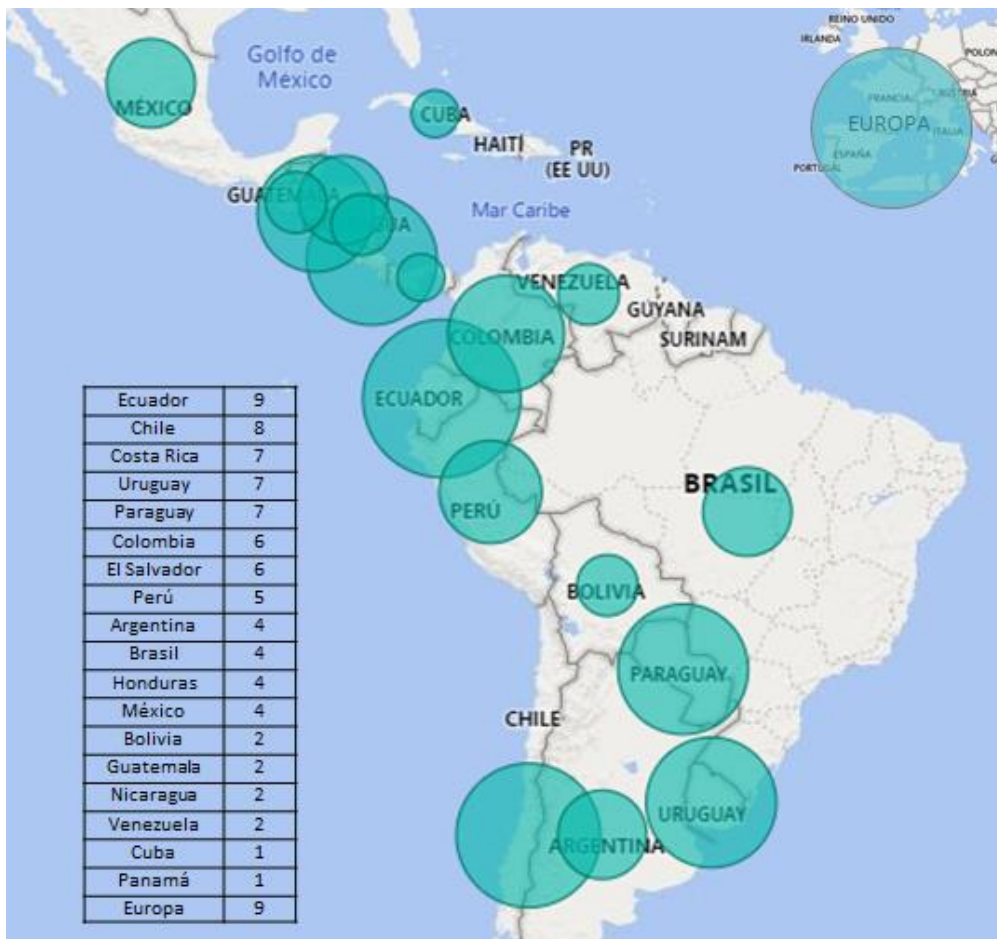 REINO UNIDO
IRLANDA
POLON
Golfo de
México
FRANCIA
AUSTRIA
MÉXICO
CUBA
EUROPA
ITALIA
HAITÍ
PR
(EE UU)
ESPAÑA
PORTUGAL
GUATEMALA
Mar Caribe
UA
VENEZUELA
GUYANA
COLOMBIA
SURINAM
ECUADOR
BRASIL
PERÚ
BOLIVIA
PARAGUAY
CHILE
URUGUAY
ARGENTINA
Ecuador 9
Chile 8
Costa Rica 7
Uruguay 7
Paraguay 7
Colombia 6
El Salvador 6
Perú 5
Argentina 4
Brasil 4
Honduras 4
México 4
Bolivia 2
Guatemala 2
Nicaragua 2
Venezuela 2
Cuba 1
Panamá 1
Europa 9